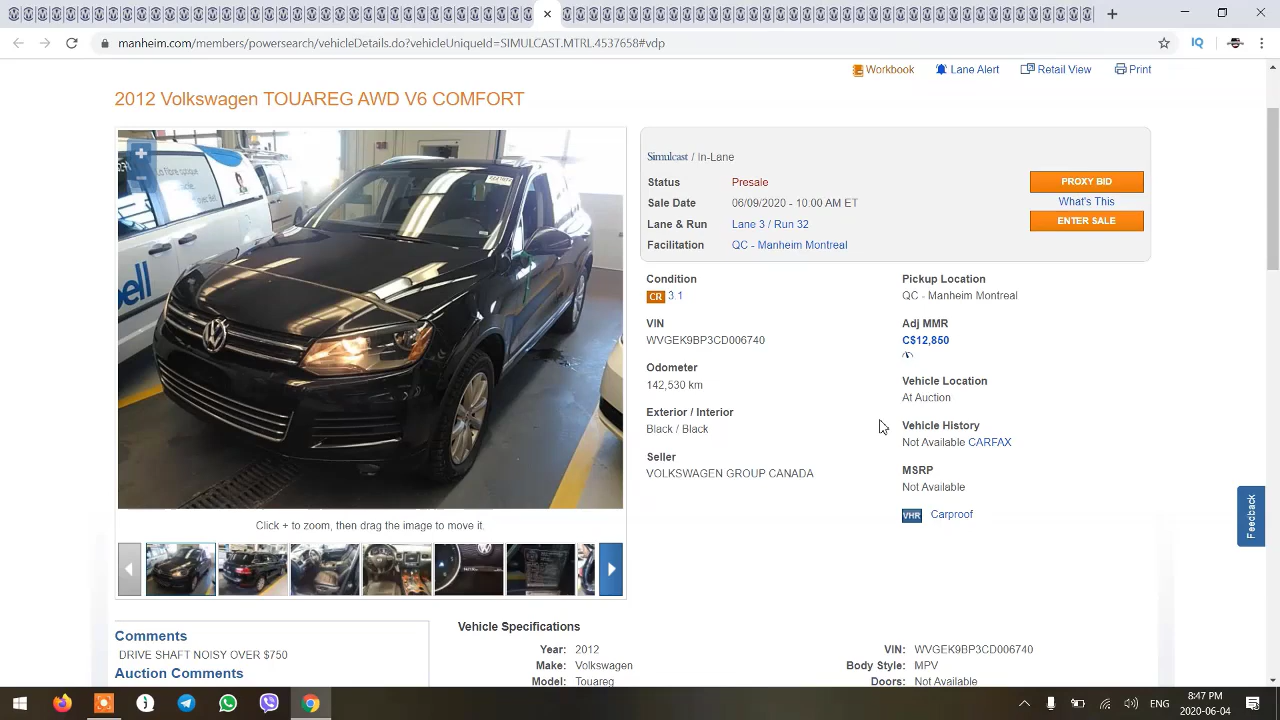 manheim.com/members/powersearch/vehicleDetails.do?vehicleUniqueId=SIMULCAST.MTRL.4537658#vdp
IQ
Workbook Lane Alert Retail View Print
2012 Volkswagen TOUAREG AWD V6 COMFORT
Simulcast / In-Lane
Status Presale PROXY BID
Sale Date 06/09/2020 - 10:00 AM ET What's This
Lane & Run Lane 3 / Run 32 ENTER SALE
Facilitation QC - Manheim Montreal
Condition Pickup Location
CR 3.1 QC - Manheim Montreal
VIN Adj MMR
WVGEK9BP3CD006740 C$12,850
Odometer Vehicle Location
142,530 km At Auction
Exterior / Interior Vehicle History
Black / Black Not Available CARFAX
Seller MSRP
VOLKSWAGEN GROUP CANADA Not Available
VHR Carproof
Feedback
Click + to zoom, then drag the image to move it.
Comments
DRIVE SHAFT NOISY OVER $750
Auction Comments
Vehicle Specifications
Year: 2012 VIN: WVGEK9BP3CD006740
Make: Volkswagen Body Style: MPV
Model: Touareg Doors: Not Available
ENG 8:47 PM
2020-06-04